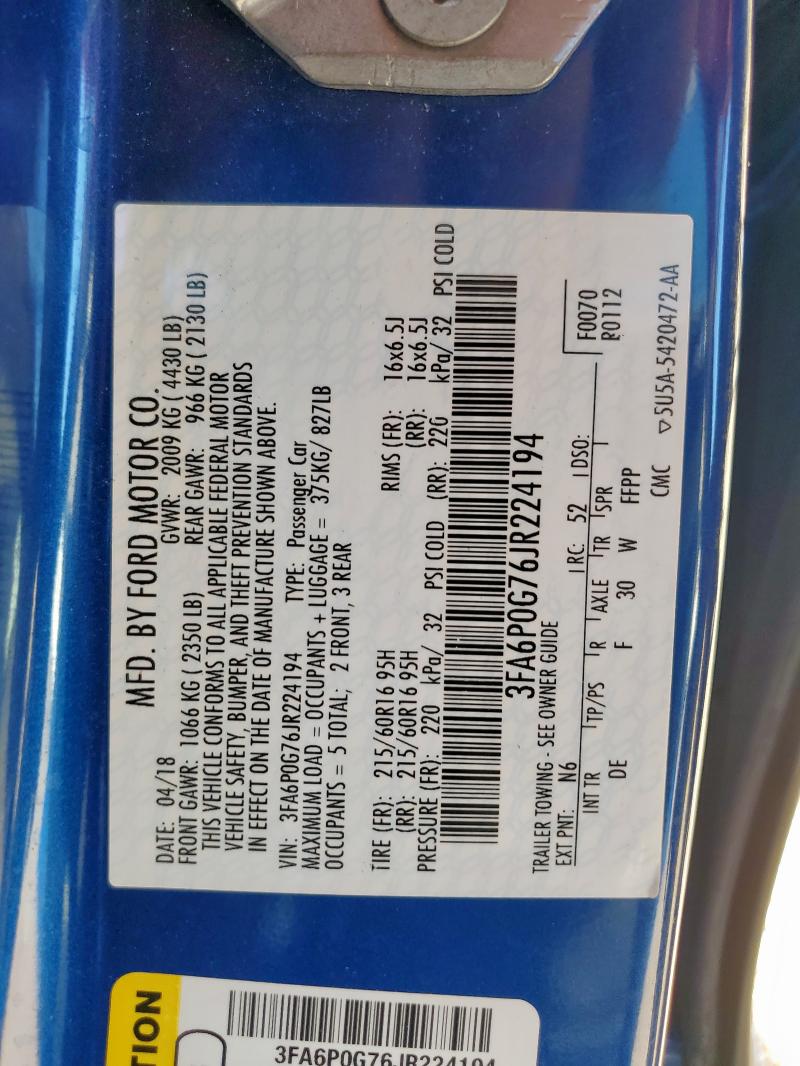 MFD. BY FORD MOTOR CO.
DATE: 04/18 GVWR: 2009 KG ( 4430 LB)
FRONT GAWR: 1066 KG ( 2350 LB) REAR GAWR: 966 KG ( 2130 LB)
THIS VEHICLE CONFORMS TO ALL APPLICABLE FEDERAL MOTOR
VEHICLE SAFETY, BUMPER, AND THEFT PREVENTION STANDARDS
IN EFFECT ON THE DATE OF MANUFACTURE SHOWN ABOVE.
VIN: 3FA6P0G76JR224194 TYPE: Passenger Car
MAXIMUM LOAD = OCCUPANTS + LUGGAGE = 375KG/ 827LB
OCCUPANTS = 5 TOTAL; 2 FRONT, 3 REAR
TIRE (FR): 215/60R16 95H RIMS (FR): 16x6.5J
(RR): 215/60R16 95H (RR): 16x6.5J
PRESSURE (FR): 220 kPa/ 32 PSI COLD (RR): 220 kPa/ 32 PSI COLD
3FA6P0G76JR224194
TRAILER TOWING - SEE OWNER GUIDE
EXT PNT: N6 RC: 52 DSO: F0070
INT TR TP/PS R AXLE TR SPR R0112
DE F 30 W FFPP
CMC ▽5U5A-5420472-AA
TION
3FA6P0G76JR224194